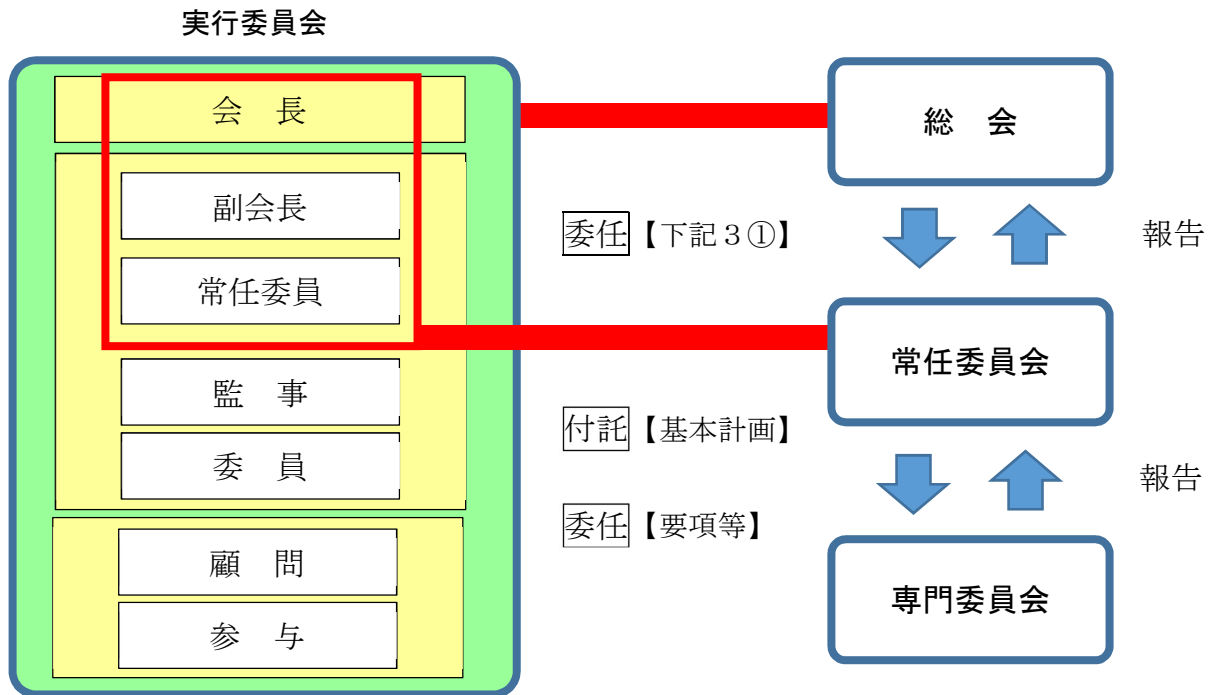 実行委員会
会　長
副会長
常任委員
監　事
委　員
顧　問
参　与
総　会
委任【下記３①】
報告
常任委員会
付託【基本計画】
委任【要項等】
報告
専門委員会